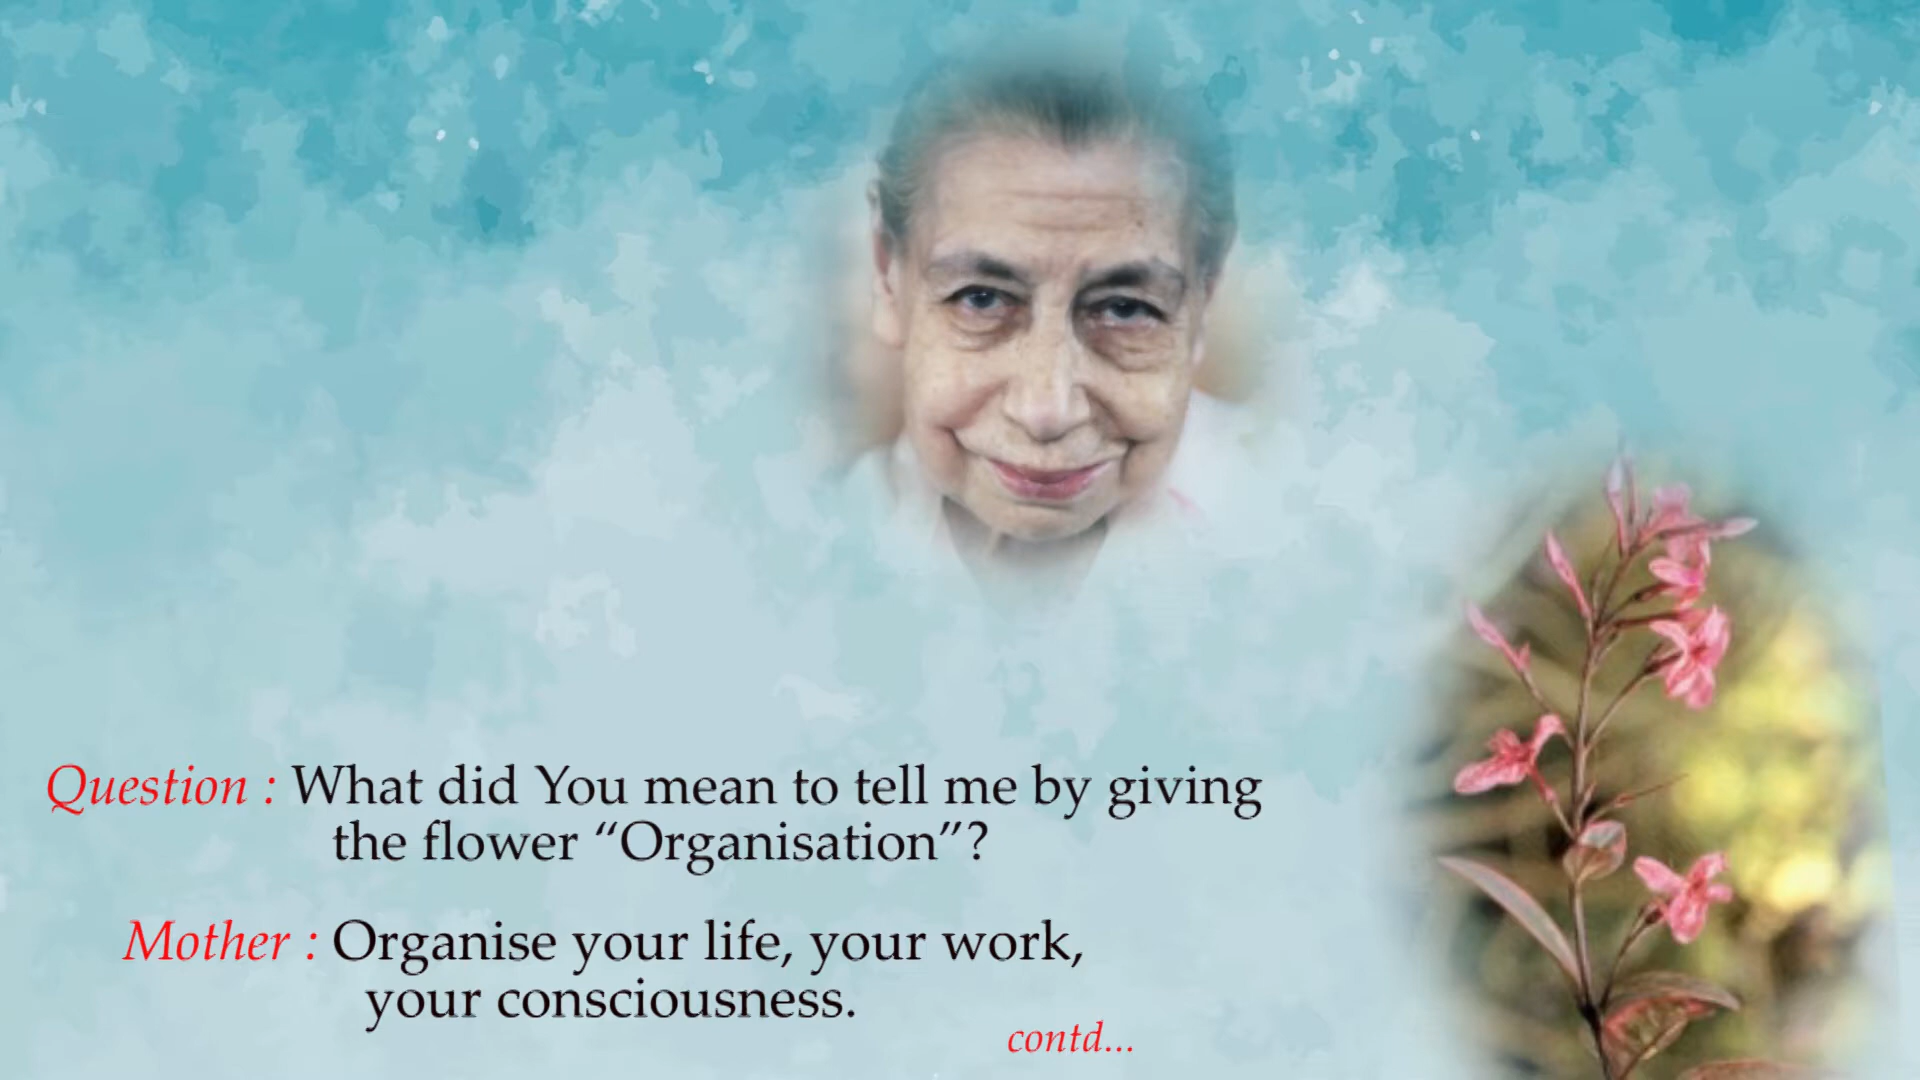 Question : What did You mean to tell me by giving
the flower “Organisation”?
Mother : Organise your life, your work,
your consciousness.
contd...